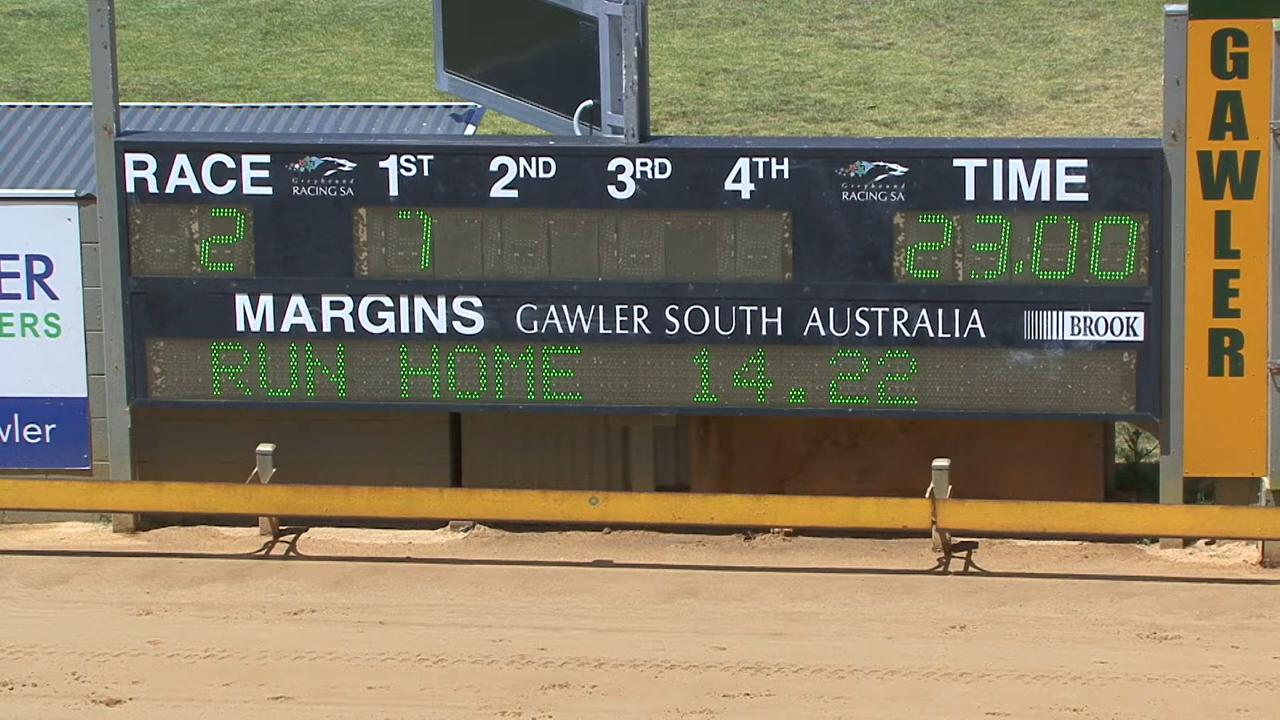 RACE Greyhound RACING SA 1ST 2ND 3RD 4TH Greyhound RACING SA TIME
2 7 23.00
MARGINS GAWLER SOUTH AUSTRALIA BROOK
RUN HOME 14.22
GAWLER
ER
ERS
wler